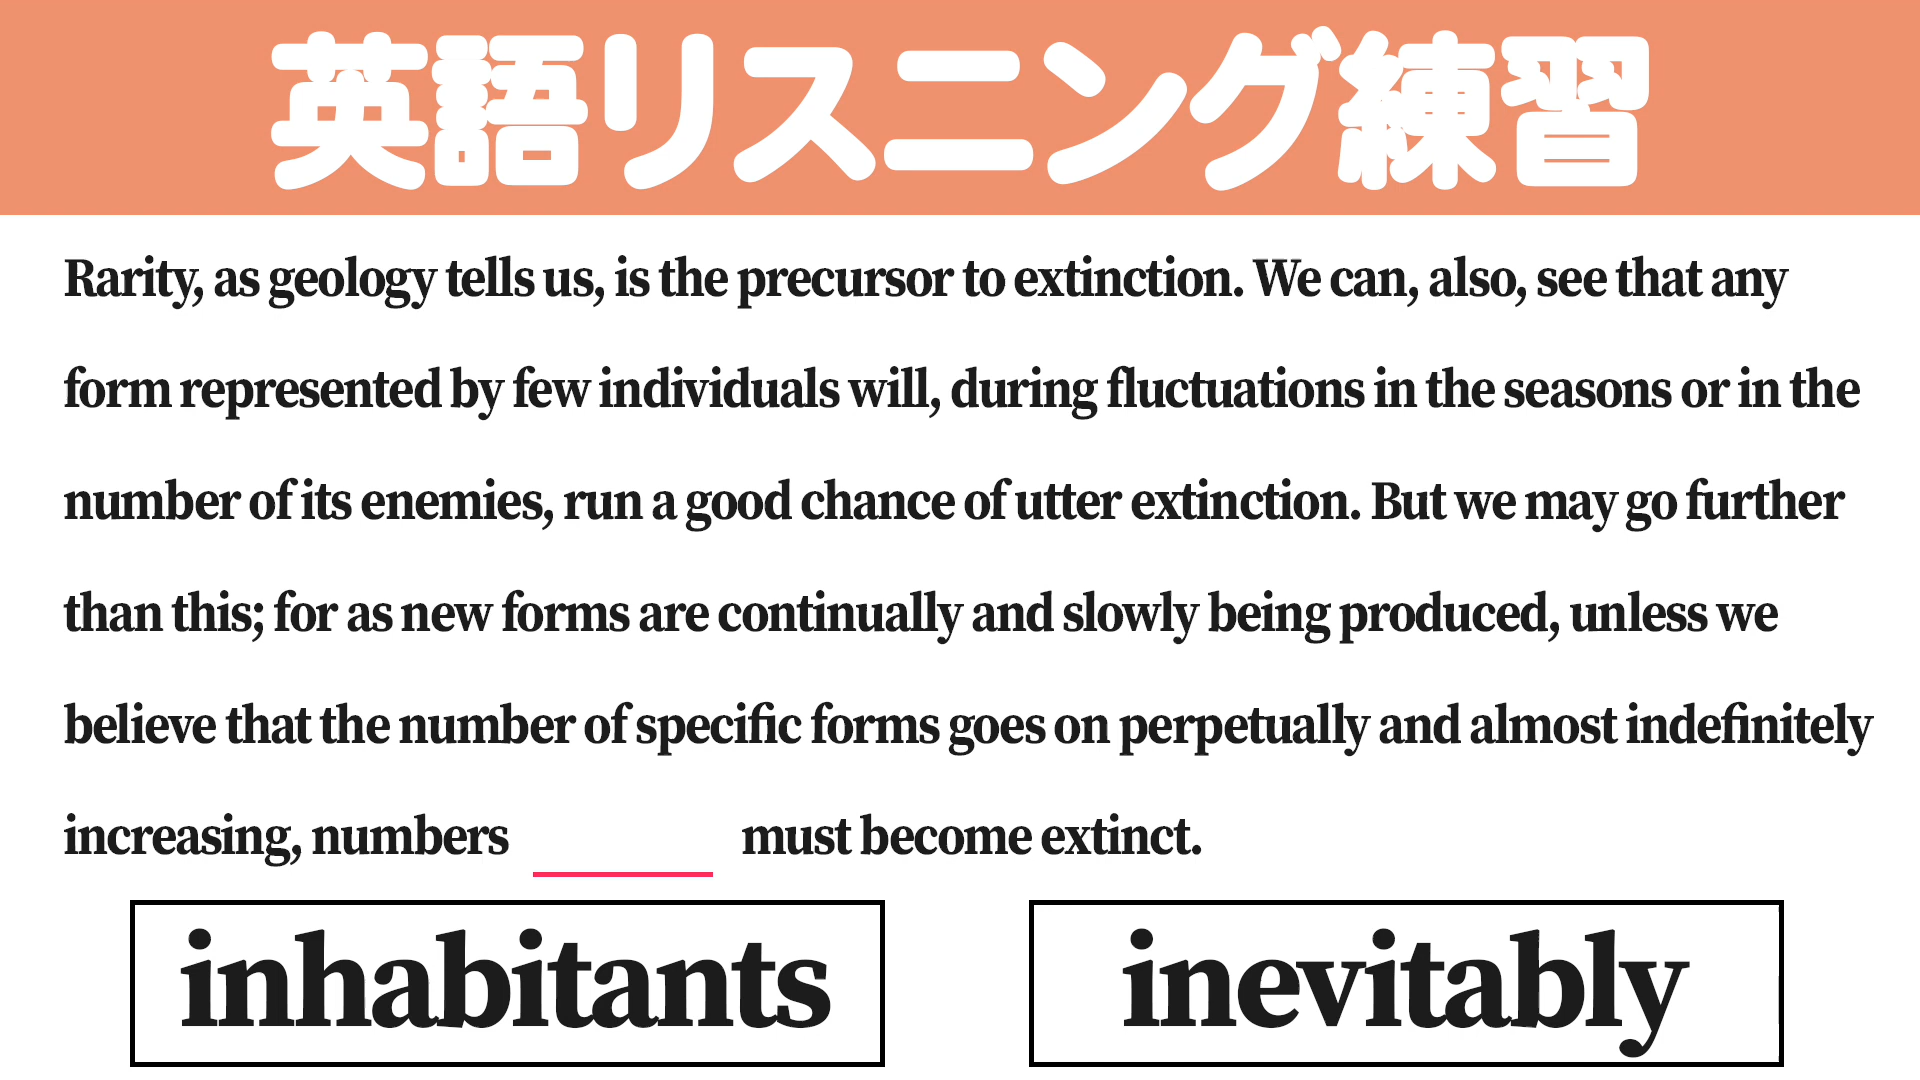 英語リスニング練習
Rarity, as geology tells us, is the precursor to extinction. We can, also, see that any
form represented by few individuals will, during fluctuations in the seasons or in the
number of its enemies, run a good chance of utter extinction. But we may go further
than this; for as new forms are continually and slowly being produced, unless we
believe that the number of specific forms goes on perpetually and almost indefinitely
increasing, numbers must become extinct.
inhabitants
inevitably